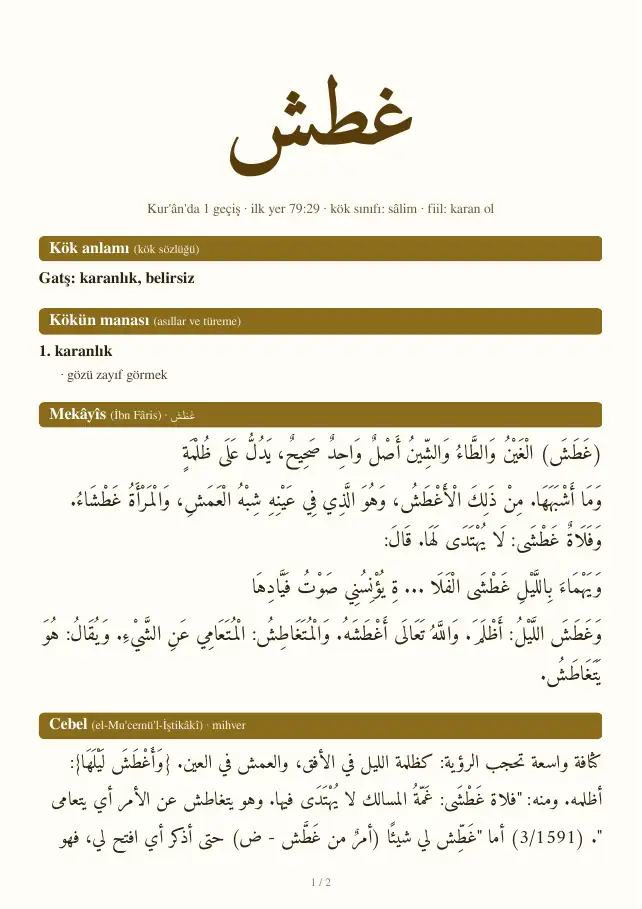 غطش
Kur'ân'da 1 geçiş · ilk yer 79:29 · kök sınıfı: sâlim · fiil: karan ol
Kök anlamı (kök sözlüğü)
Gatş: karanlık, belirsiz
Kökün manası (asıllar ve türeme)
1. karanlık
· gözü zayıf görmek
Mekâyîs (İbn Fâris) · غطش
(غَطَشَ) الْغَيْنُ وَالطَّاءُ وَالشِّينُ أَصْلٌ وَاحِدٌ صَحِيحٌ، يَدُلُّ عَلَى ظُلْمَةٍ
وَمَا أَشْبَهَهَا. مِنْ ذَلِكَ الْأَغْطَشُ، وَهُوَ الَّذِي فِي عَيْنِهِ شِبْهُ الْعَمَشِ، وَالْمَرْأَةُ غَطْشَاءُ.
وَفَلَاةٌ غَطْشَى: لَا يُهْتَدَى لَهَا. قَالَ:
وَيَهْمَاءَ بِاللَّيْلِ غَطْشَى الْفَلَا ... ةِ يُؤْنِسُنِي صَوْتُ فَيَّادِهَا
وَغَطَشَ اللَّيْلُ: أَظْلَمَ. وَاللَّهُ تَعَالَى أَغْطَشَهُ. وَالْمُتَغَاطِشُ: الْمُتَعَامِي عَنِ الشَّيْءِ. وَيُقَالُ: هُوَ
يَتَغَاطَشُ.
Cebel (el-Mu'cemü'l-İştikâkî) · mihver
كثافة واسعة تحجب الرؤية: كظلمة الليل في الأفق، والعمش في العين. {وَأَغْطَشَ لَيْلَهَا}:
أظلمه. ومنه: "فلاة غَطْشَى: غَمّةُ المسالك لا يُهْتَدَى فيها. وهو يتغاطش عن الأمر أي يتعامى
". (3/1591) أما "غَطِّش لي شيئًا (أمرٌ من غَطَّش - ض) حتى أذكر أي افتح لي، فهو
1 / 2